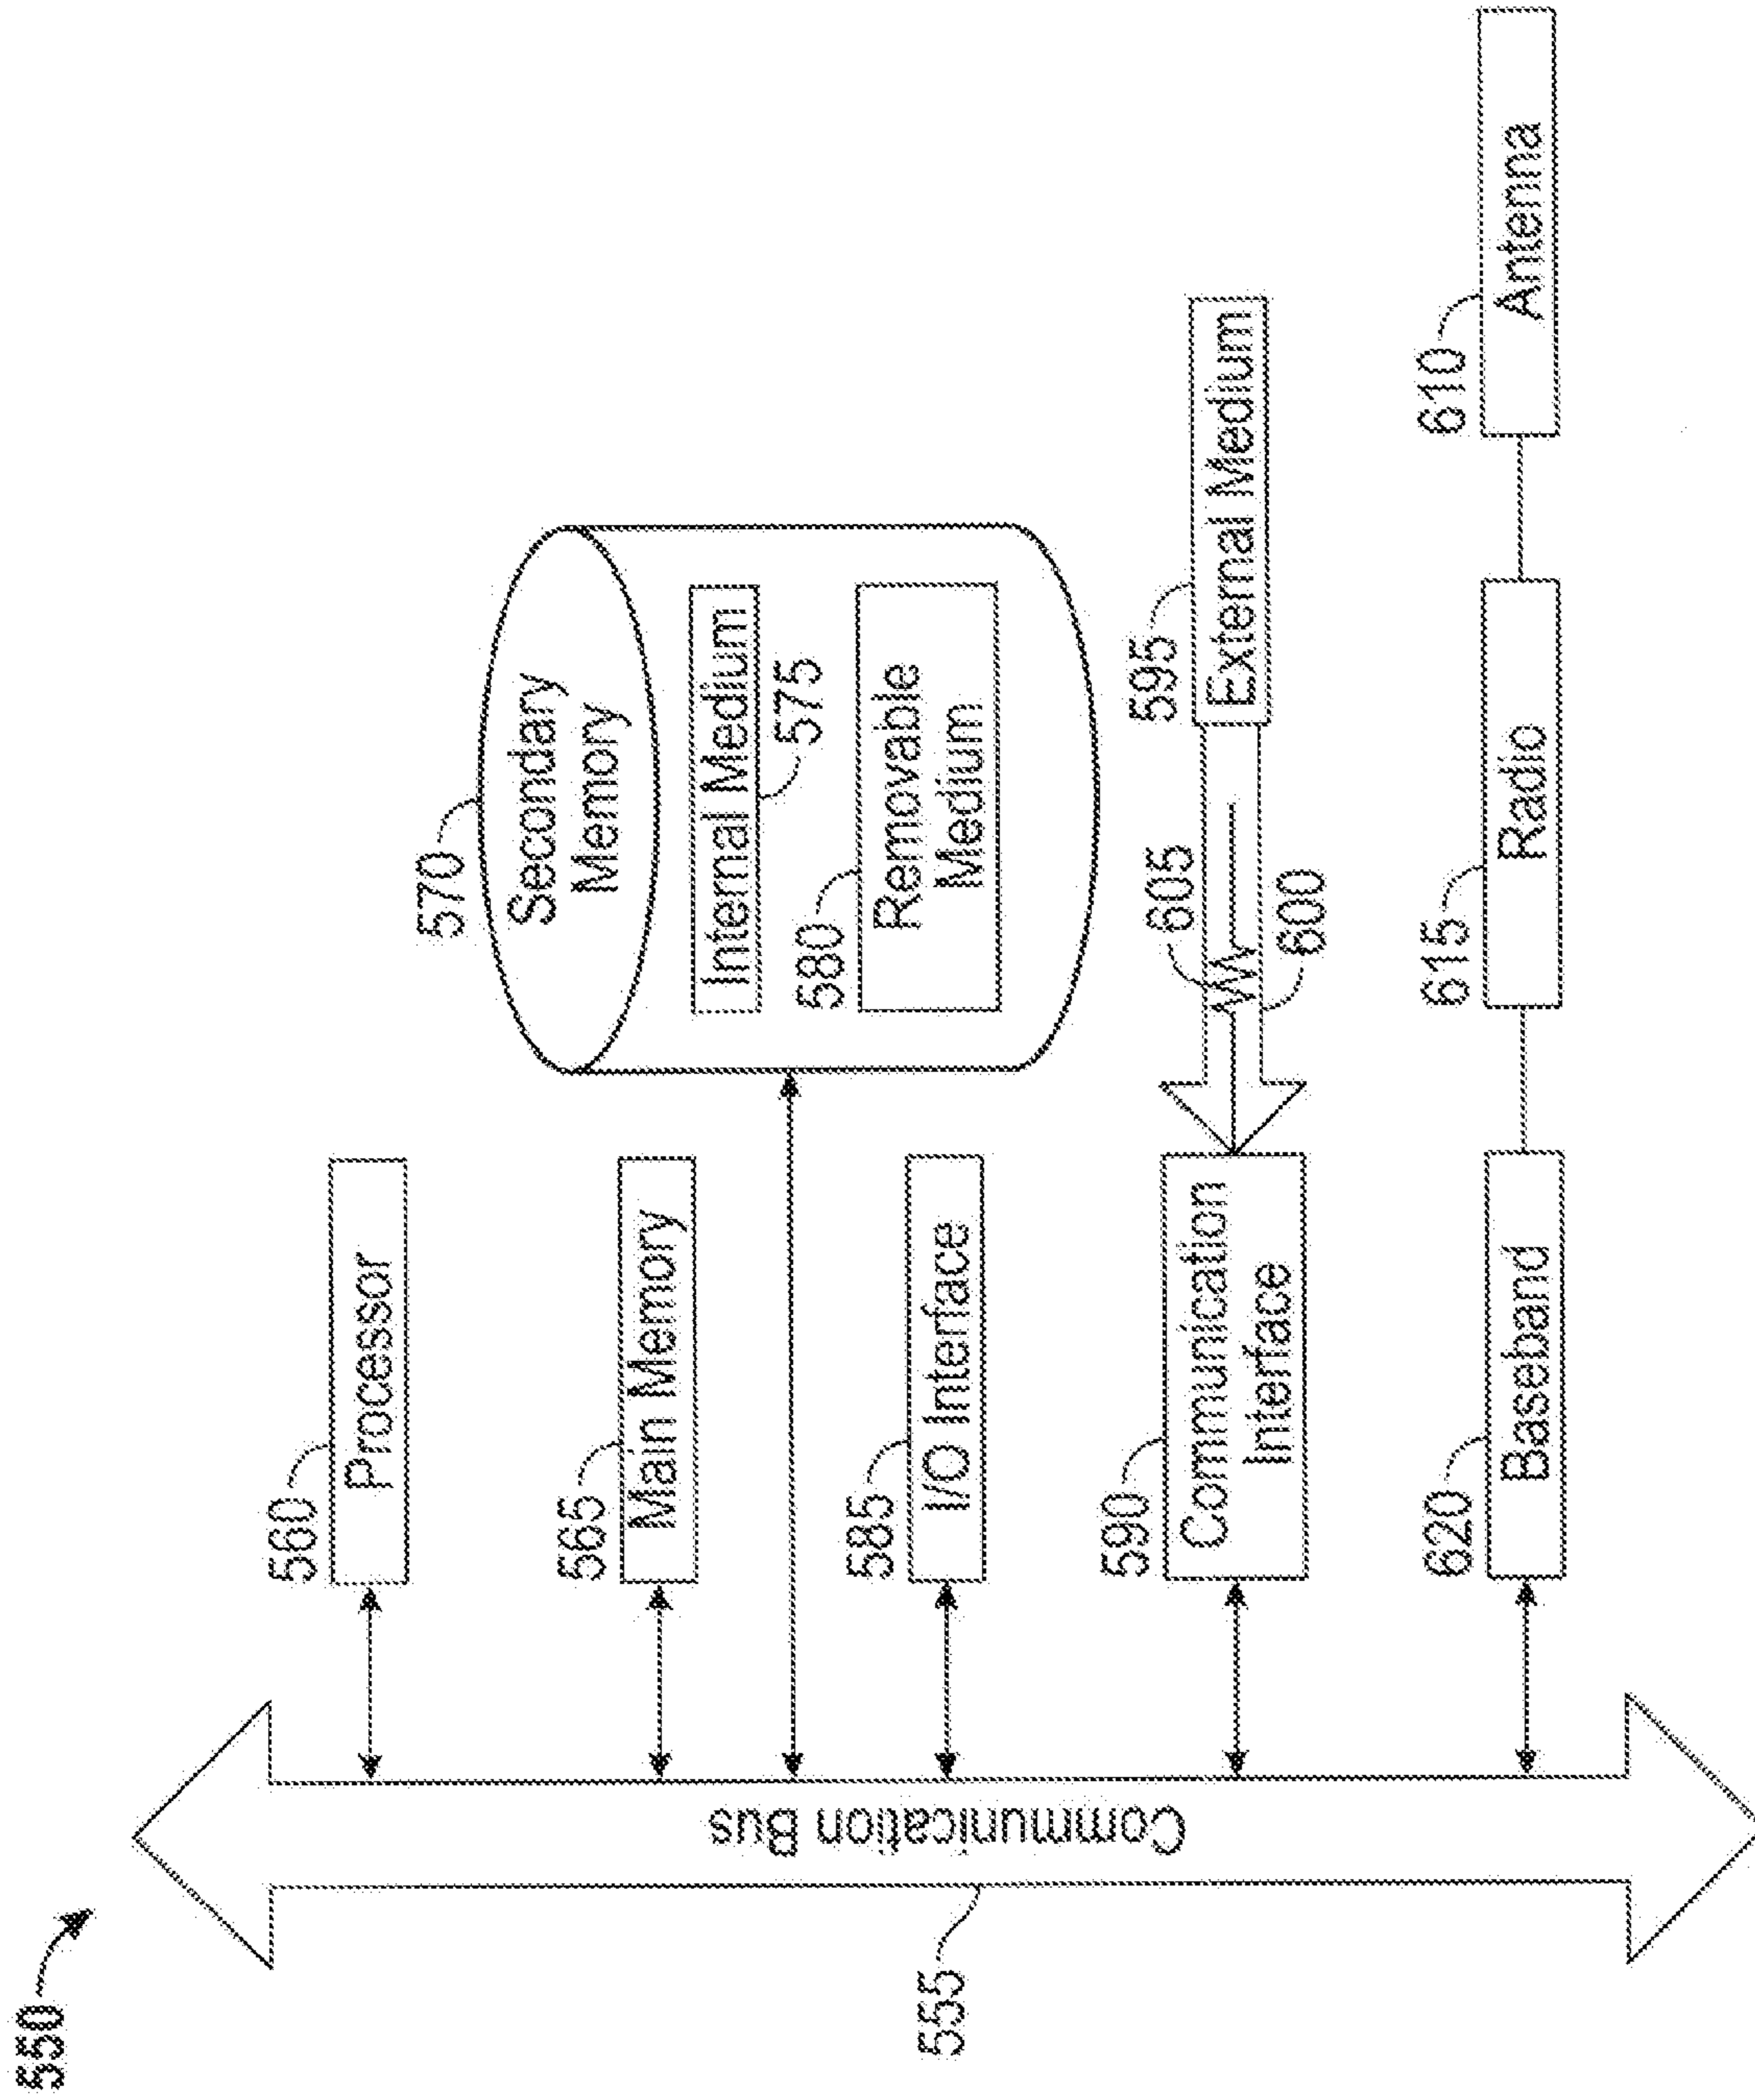 550
555
Communication Bus
560
Processor
565
Main Memory
570
Secondary
Memory
Internal Medium
575
580
Removable
Medium
585
I/O Interface
590
Communication
Interface
605
600
595
External Medium
620
Baseband
615
Radio
610
Antenna